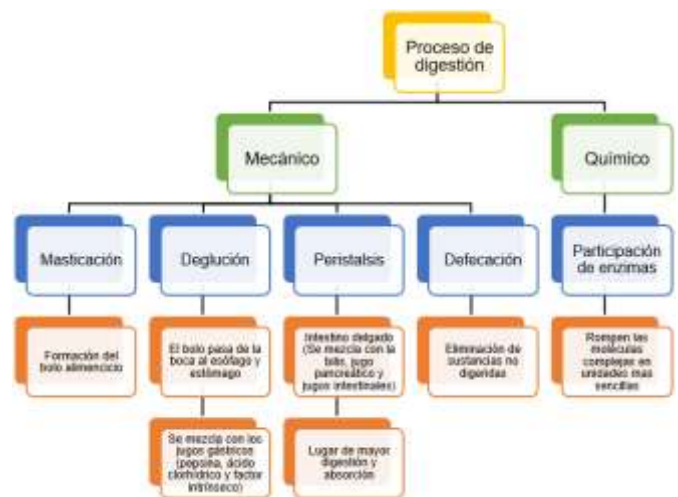 Proceso de
digestión
Mecánico
Químico
Masticación
Deglución
Peristalsis
Defecación
Participación
de enzimas
Formación del
bolo alimencicio
El bolo pasa de la
boca al esófago y
estómago
Intestino delgado
(Se mezcla con la
bilis, jugo
pancreático y
jugos intestinales)
Eliminación de
sustancias no
digeridas
Rompen las
moléculas
complejas en
unidades mas
sencillas
Se mezcla con los
jugos gástricos
(pepsina, ácido
clorhídrico y factor
intrínseco)
Lugar de mayor
digestión y
absorción